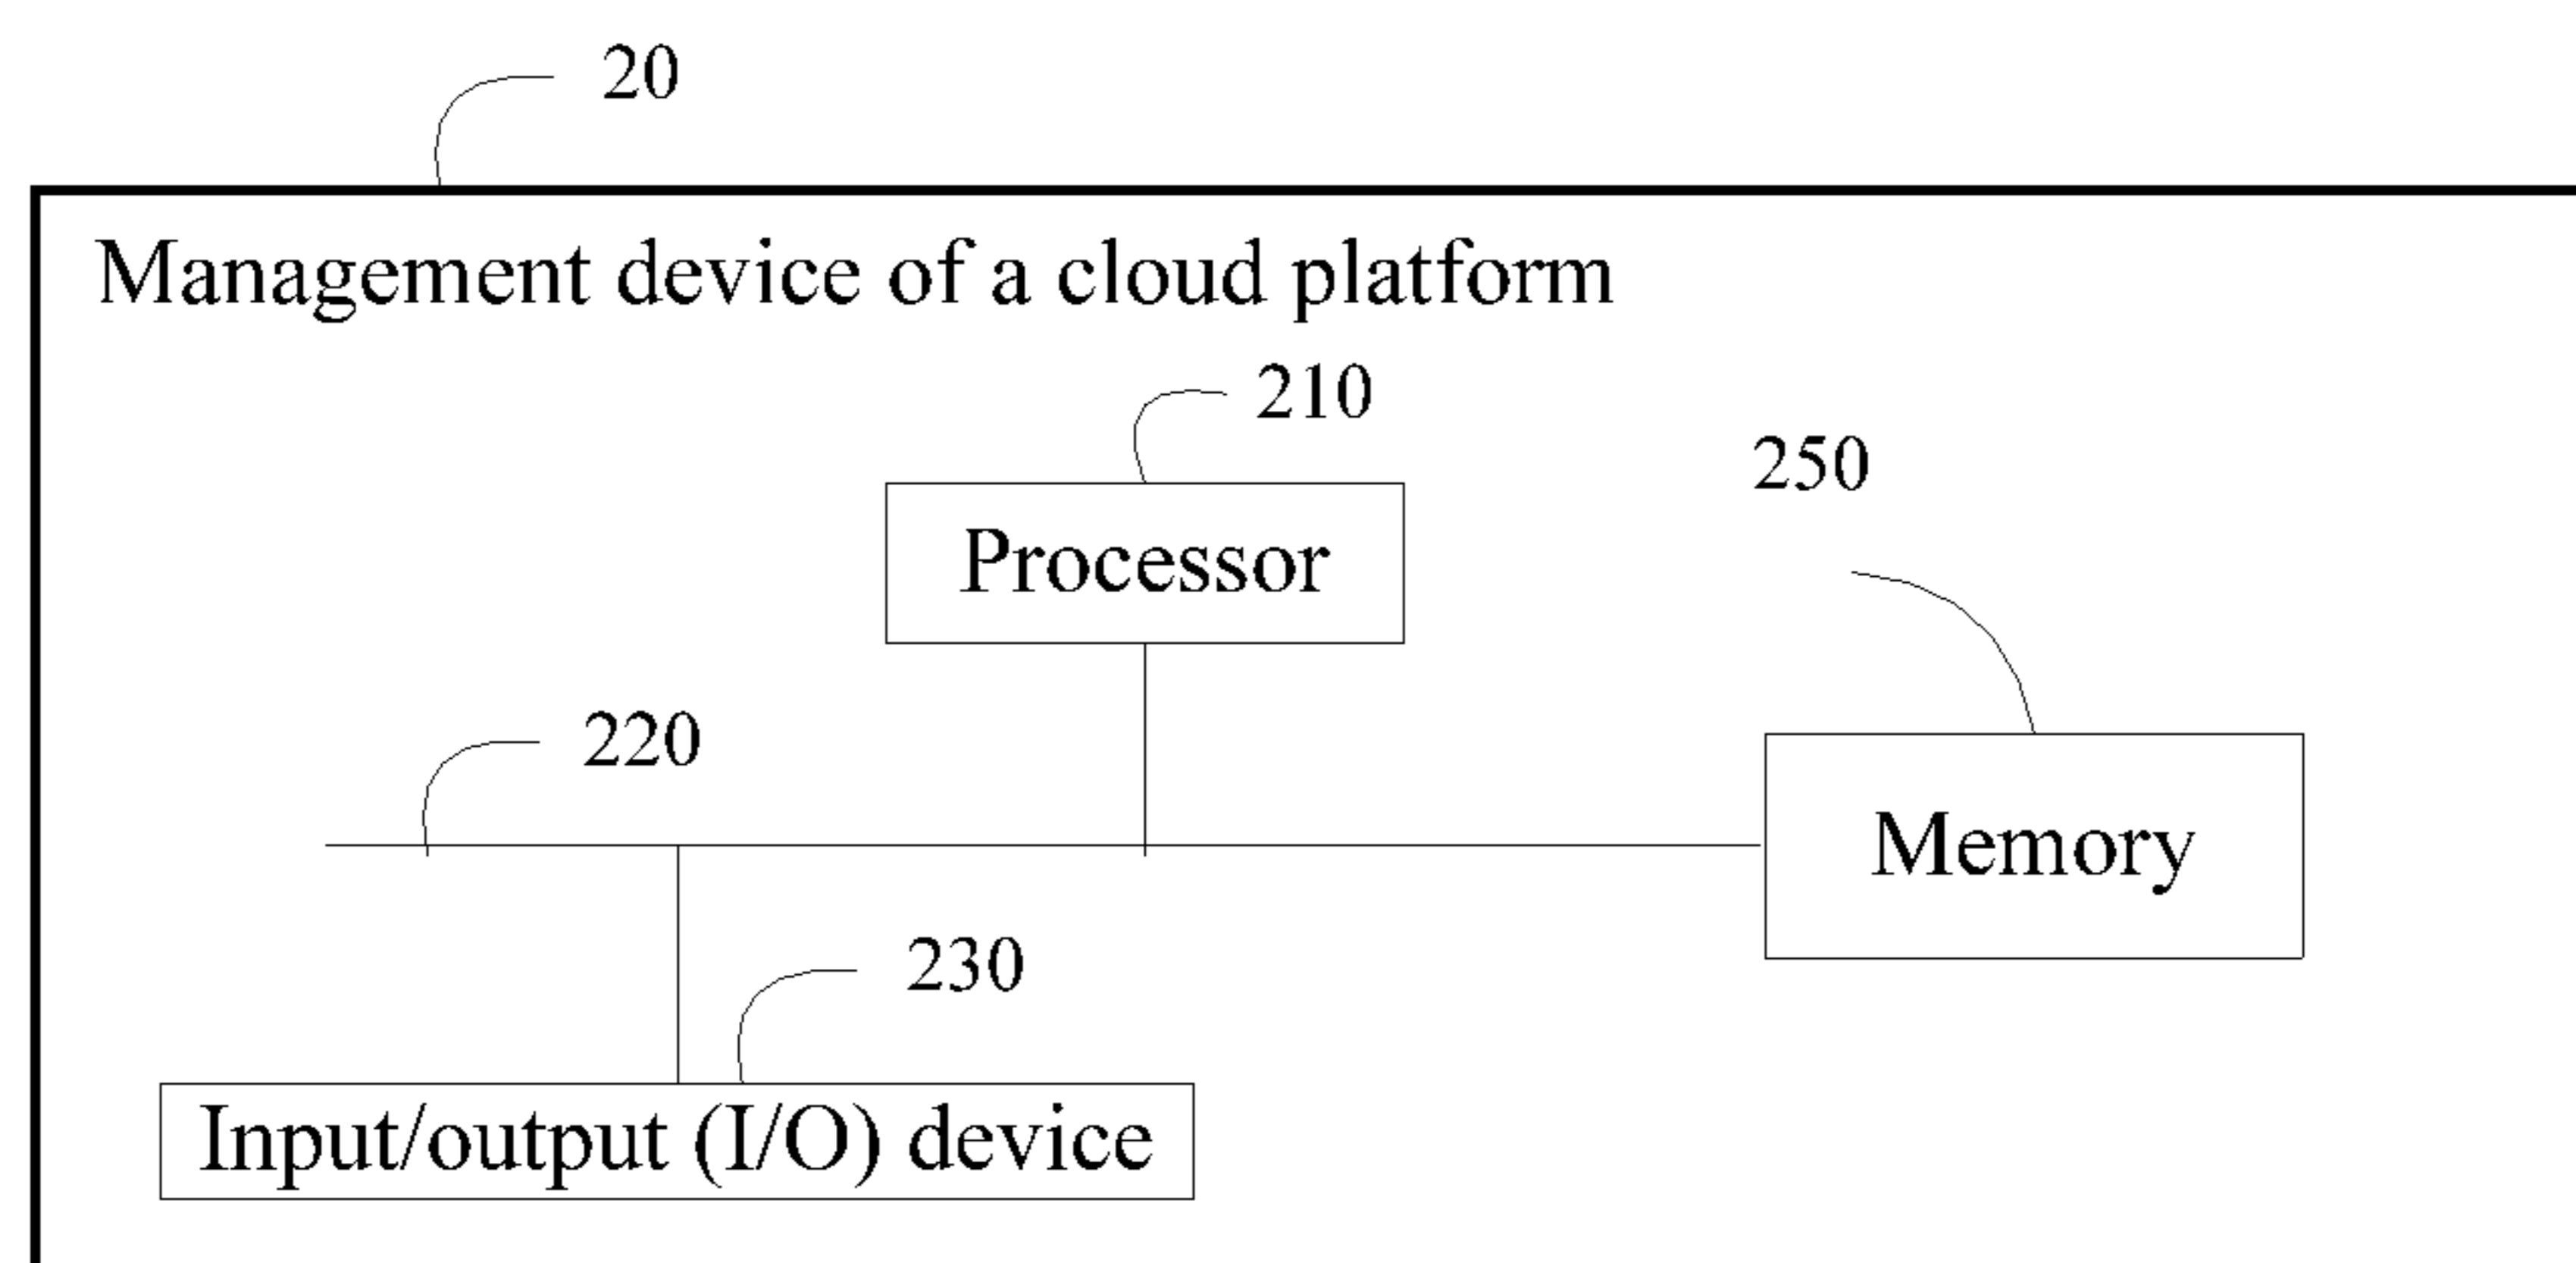 20
Management device of a cloud platform
210
250
Processor
220
Memory
230
Input/output (I/O) device